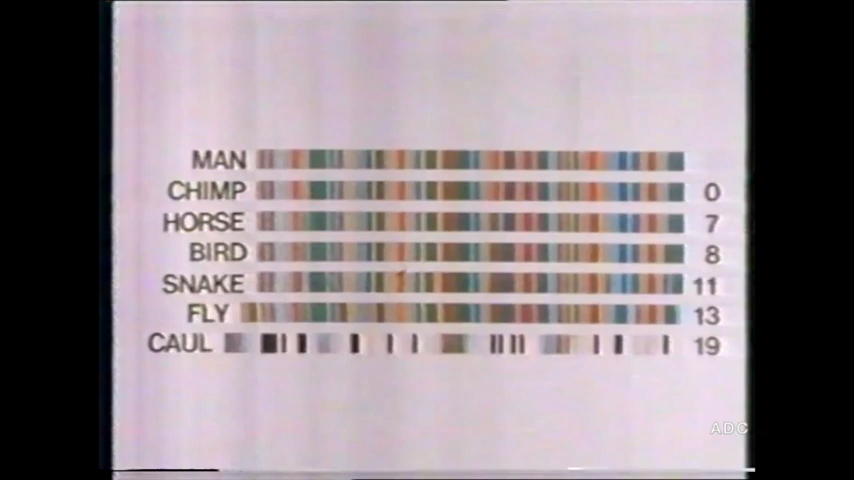 MAN
CHIMP 0
HORSE 7
BIRD 8
SNAKE 11
FLY 13
CAUL 19
ADC